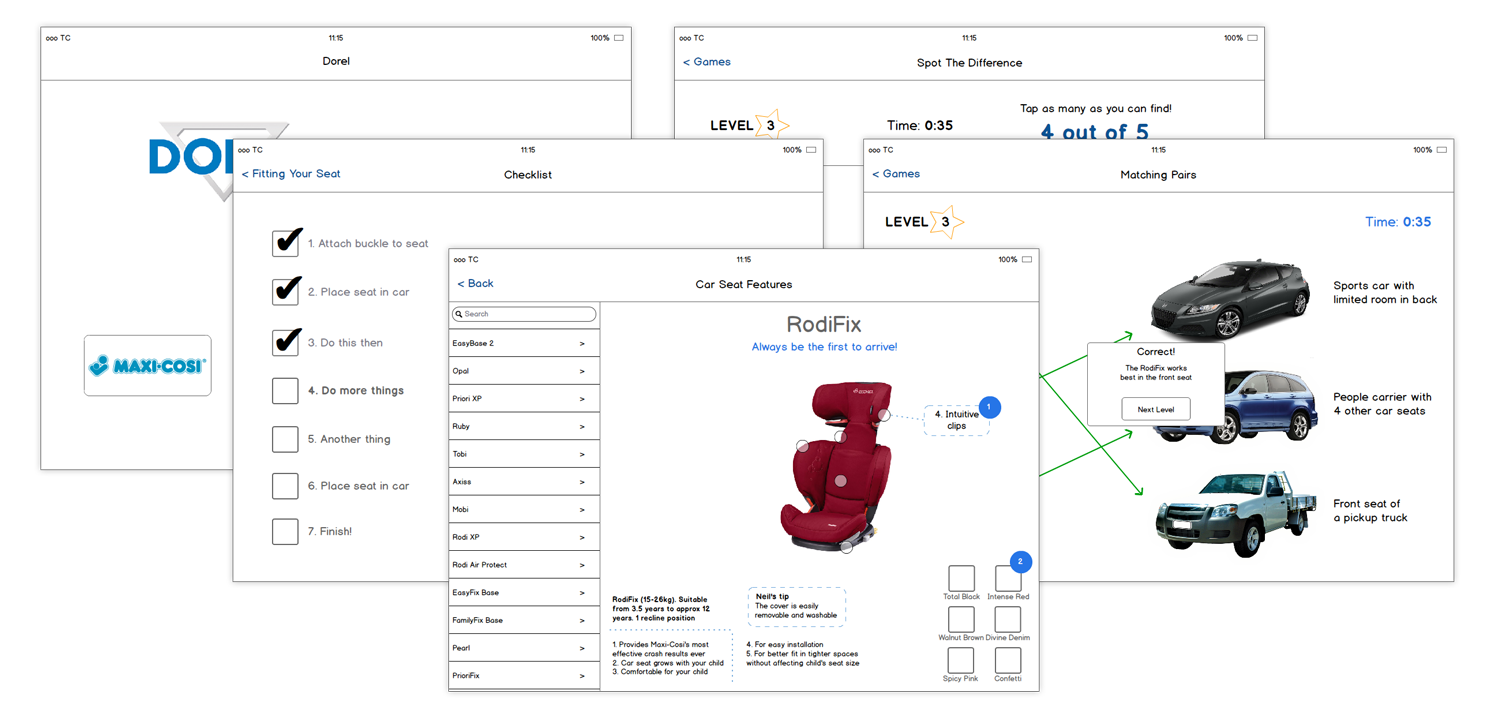 ooo TC
11:15
100%
Dorel
MAXI-COSI
ooo TC
11:15
100%
< Games
Spot The Difference
LEVEL 3
Time: 0:35
Tap as many as you can find!
4 out of 5
ooo TC
11:15
100%
< Fitting Your Seat
Checklist
1. Attach buckle to seat
2. Place seat in car
3. Do this then
4. Do more things
5. Another thing
6. Place seat in car
7. Finish!
ooo TC
11:15
100%
< Games
Matching Pairs
LEVEL 3
Time: 0:35
Sports car with
limited room in back
Correct!
The RodiFix works
best in the front seat
Next Level
People carrier with
4 other car seats
Front seat of
a pickup truck
ooo TC
11:15
100%
< Back
Car Seat Features
Search
EasyBase 2 >
Opal >
Priori XP >
Ruby >
Tobi >
Axiss >
Mobi >
Rodi XP >
Rodi Air Protect >
EasyFix Base >
FamilyFix Base >
Pearl >
PrioriFix >
RodiFix
Always be the first to arrive!
1
4. Intuitive
clips
RodiFix (15-26kg). Suitable
from 3.5 years to approx 12
years. 1 recline position
1. Provides Maxi-Cosi's most
effective crash results ever
2. Car seat grows with your child
3. Comfortable for your child
Neil's tip
The cover is easily
removable and washable
4. For easy installation
5. For better fit in tighter spaces
without affecting child's seat size
2
Total Black
Intense Red
Walnut Brown
Divine Denim
Spicy Pink
Confetti